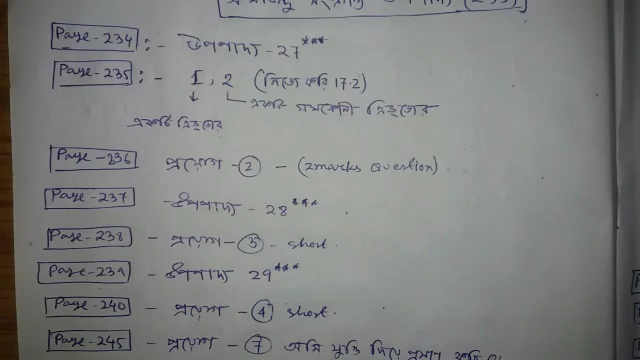 Page-234 :- উপপাদ্য - 27***
Page-235 :- 1, 2 (নিজে করি 17.2)
একটি সমকোণী ত্রিভুজের
একটি ত্রিভুজের
Page-236 প্রয়োগ - 2 - (2marks Question)
Page-237 - উপপাদ্য - 28***
Page-238 - প্রয়োগ - 3 - short.
Page-239 - উপপাদ্য 29***
Page-240 - প্রয়োগ - 4 short.
Page-245 - প্রয়োগ - 7 আমি যুক্তি দিয়ে প্রমাণ করি